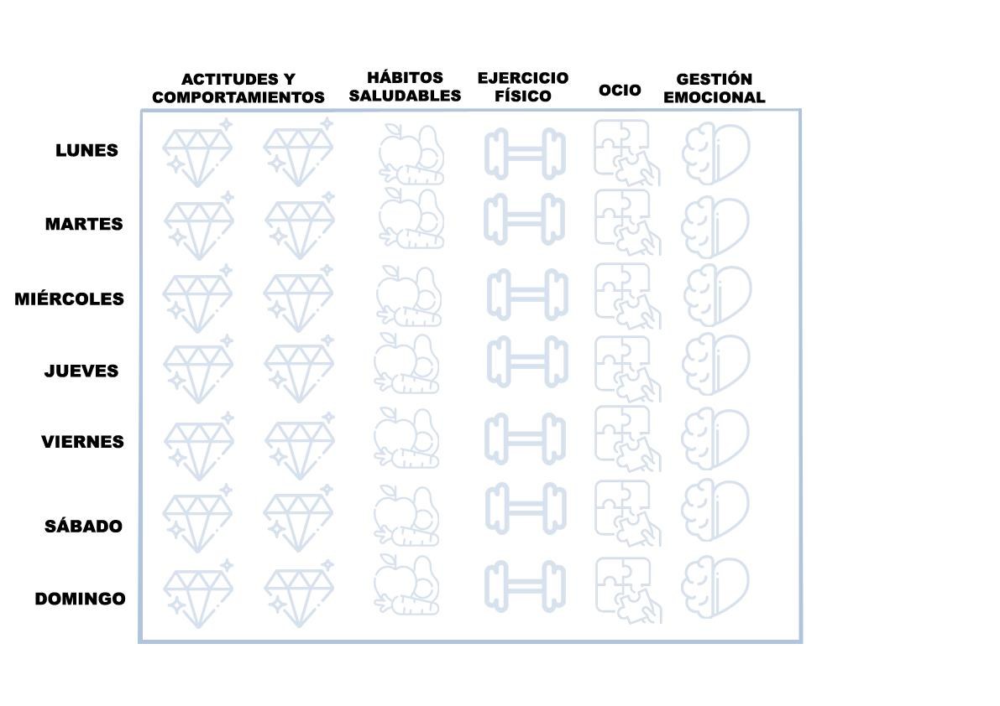 ACTITUDES Y
COMPORTAMIENTOS
HÁBITOS
SALUDABLES
EJERCICIO
FÍSICO
OCIO
GESTIÓN
EMOCIONAL
LUNES
MARTES
MIÉRCOLES
JUEVES
VIERNES
SÁBADO
DOMINGO